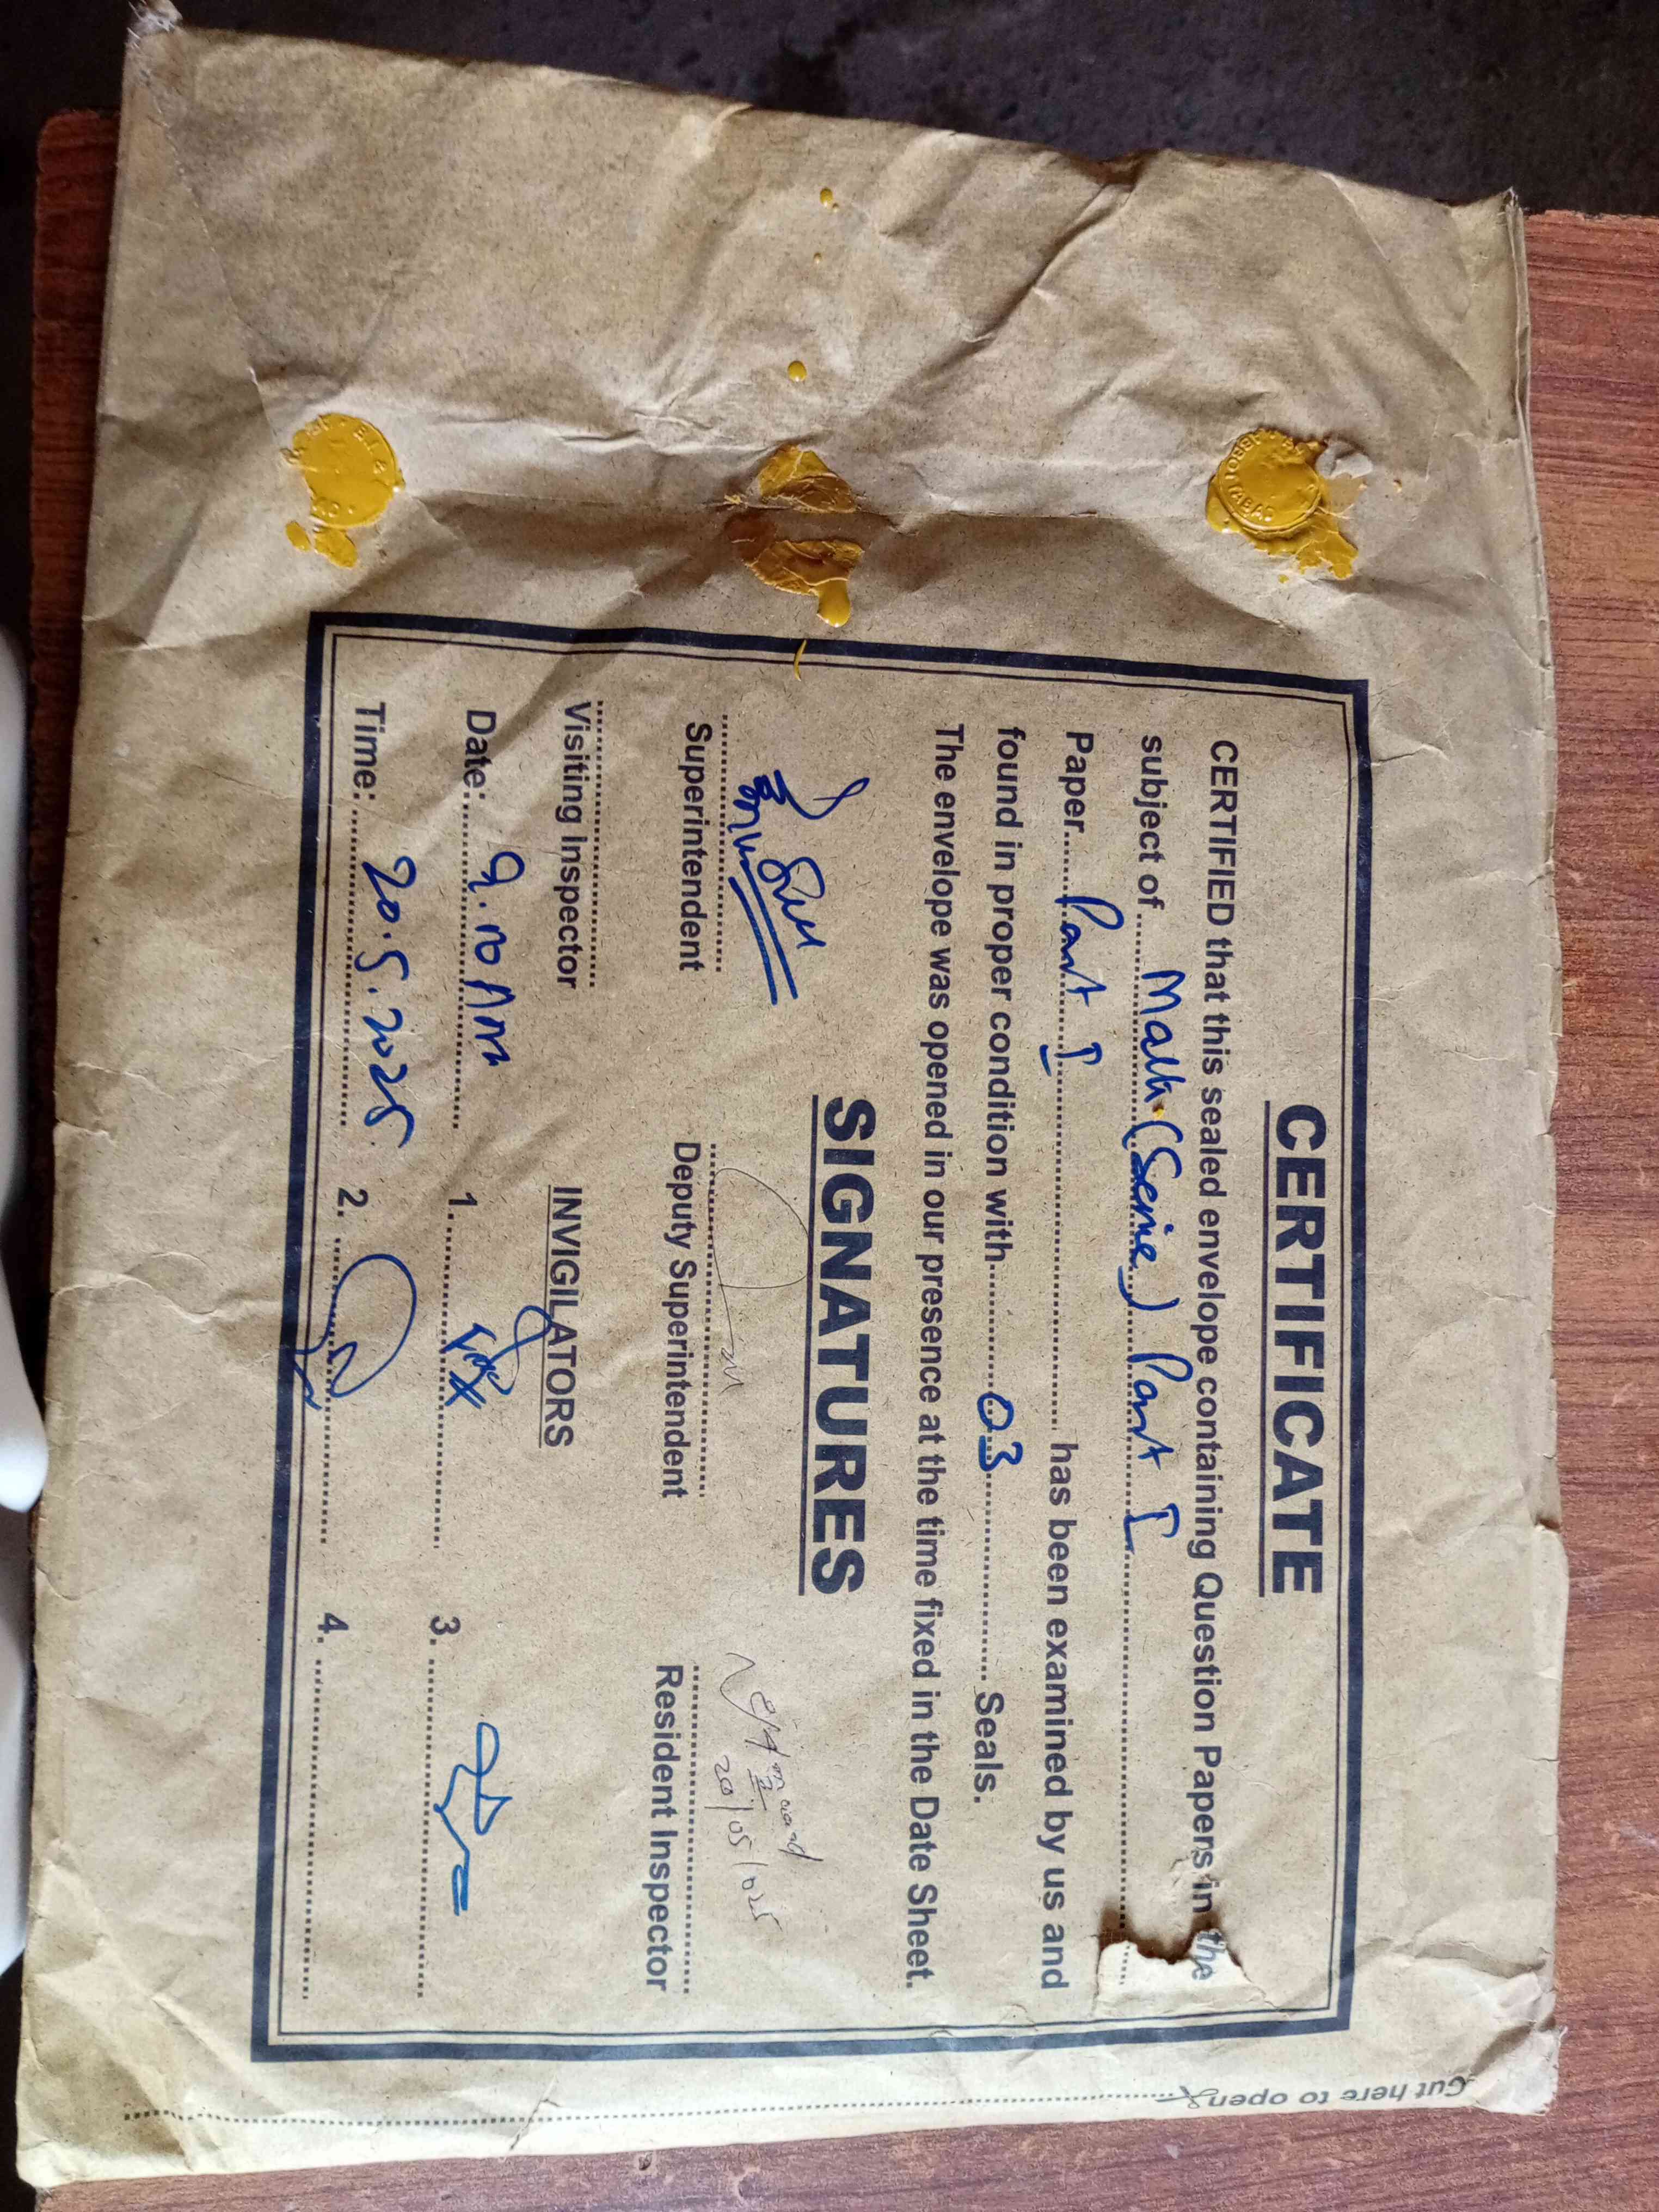 CERTIFICATE
CERTIFIED that this sealed envelope containing Question Papers in the
subject of Math (Senie) Part I
Paper Part I has been examined by us and
found in proper condition with 03 Seals.
The envelope was opened in our presence at the time fixed in the Date Sheet.
SIGNATURES
20/05/025
Superintendent Deputy Superintendent Resident Inspector
Visiting Inspector INVIGILATORS
Date: 9.10 AM 1. 3.
Time: 20.5.2025 2. 4.
Cut here to open